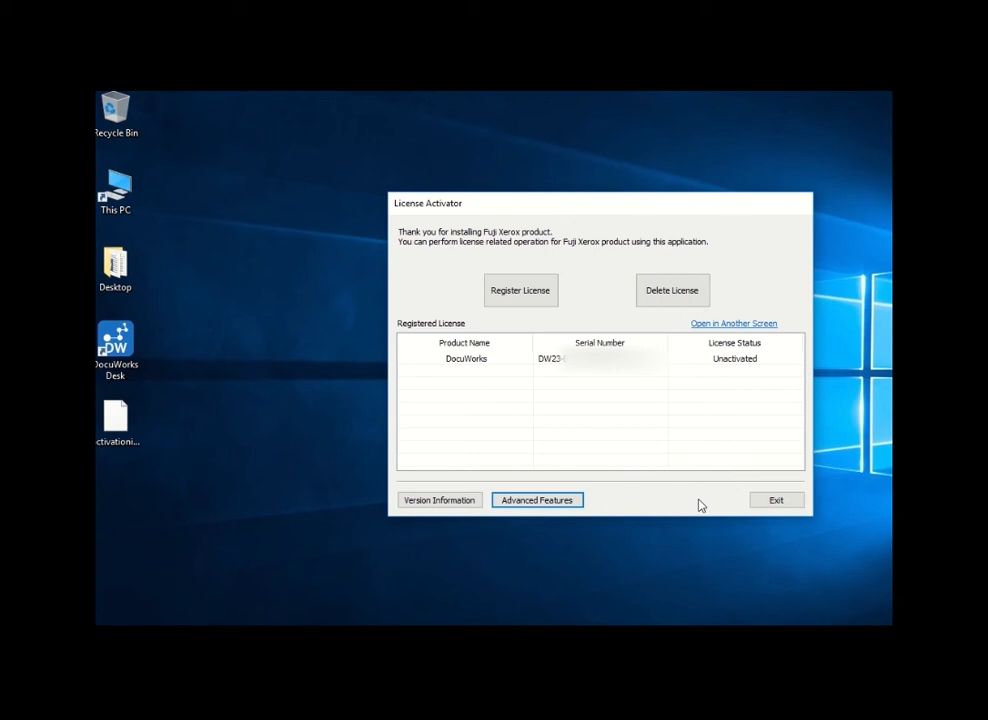 Recycle Bin
This PC
Desktop
DW
DocuWorks
Desk
ctivationi...
License Activator
Thank you for installing Fuji Xerox product.
You can perform license related operation for Fuji Xerox product using this application.
Register License
Delete License
Registered License
Open in Another Screen
Product Name
Serial Number
License Status
DocuWorks
DW23-
Unactivated
Version Information
Advanced Features
Exit